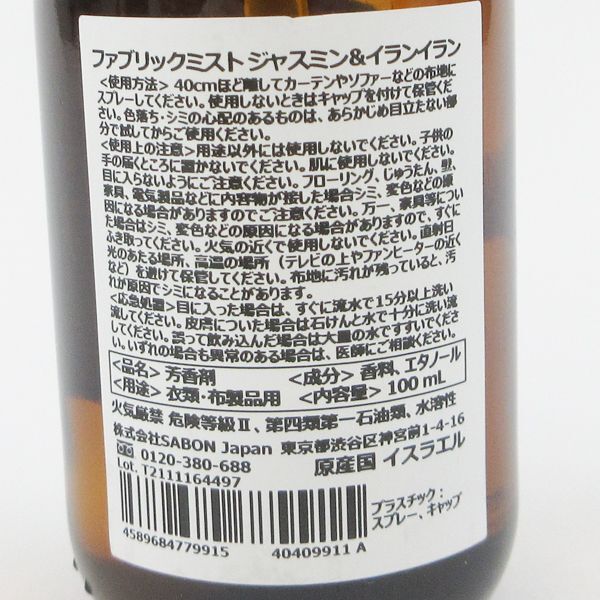 ファブリックミスト ジャスミン&イランイラン
<使用方法> 40cmほど離してカーテンやソファーなどの布地に
スプレーしてください。使用しないときはキャップを付けて保管くだ
さい。色落ち・シミの心配のあるものは、あらかじめ目立たない部
分で試してからご使用ください。
<使用上の注意>用途以外には使用しないでください。子供の
手の届くところに置かないでください。肌に使用しないでください。
目に入らないようにご注意ください。フローリング、じゅうたん、壁、
家具、電気製品などに内容物が接した場合シミ、変色などの原
因になる場合がありますのでご注意ください。万一、家具等につい
た場合はシミ、変色などの原因になる場合がありますので、すぐに
ふき取ってください。火気の近くで使用しないでください。直射日
光のあたる場所、高温の場所（テレビの上やファンヒーターの近く
など）を避けて保管してください。布地に汚れが残っていると、汚
れが原因でシミになることがあります。
<応急処置>目に入った場合は、すぐに流水で15分以上洗い
流してください。皮膚についた場合は石けんと水で十分に洗い流
してください。誤って飲み込んだ場合は大量の水ですすいでくださ
い。いずれの場合も異常のある場合は、医師にご相談ください。
<品名> 芳香剤 <成分> 香料、エタノール
<用途> 衣類・布製品用 <内容量> 100 mL
火気厳禁 危険等級Ⅱ、第四類第一石油類、水溶性
株式会社SABON Japan 東京都渋谷区神宮前1-4-16
0120-380-688 原産国 イスラエル
Lot. T2111164497
プラスチック：
スプレー、キャップ
4589684779915 40409911 A